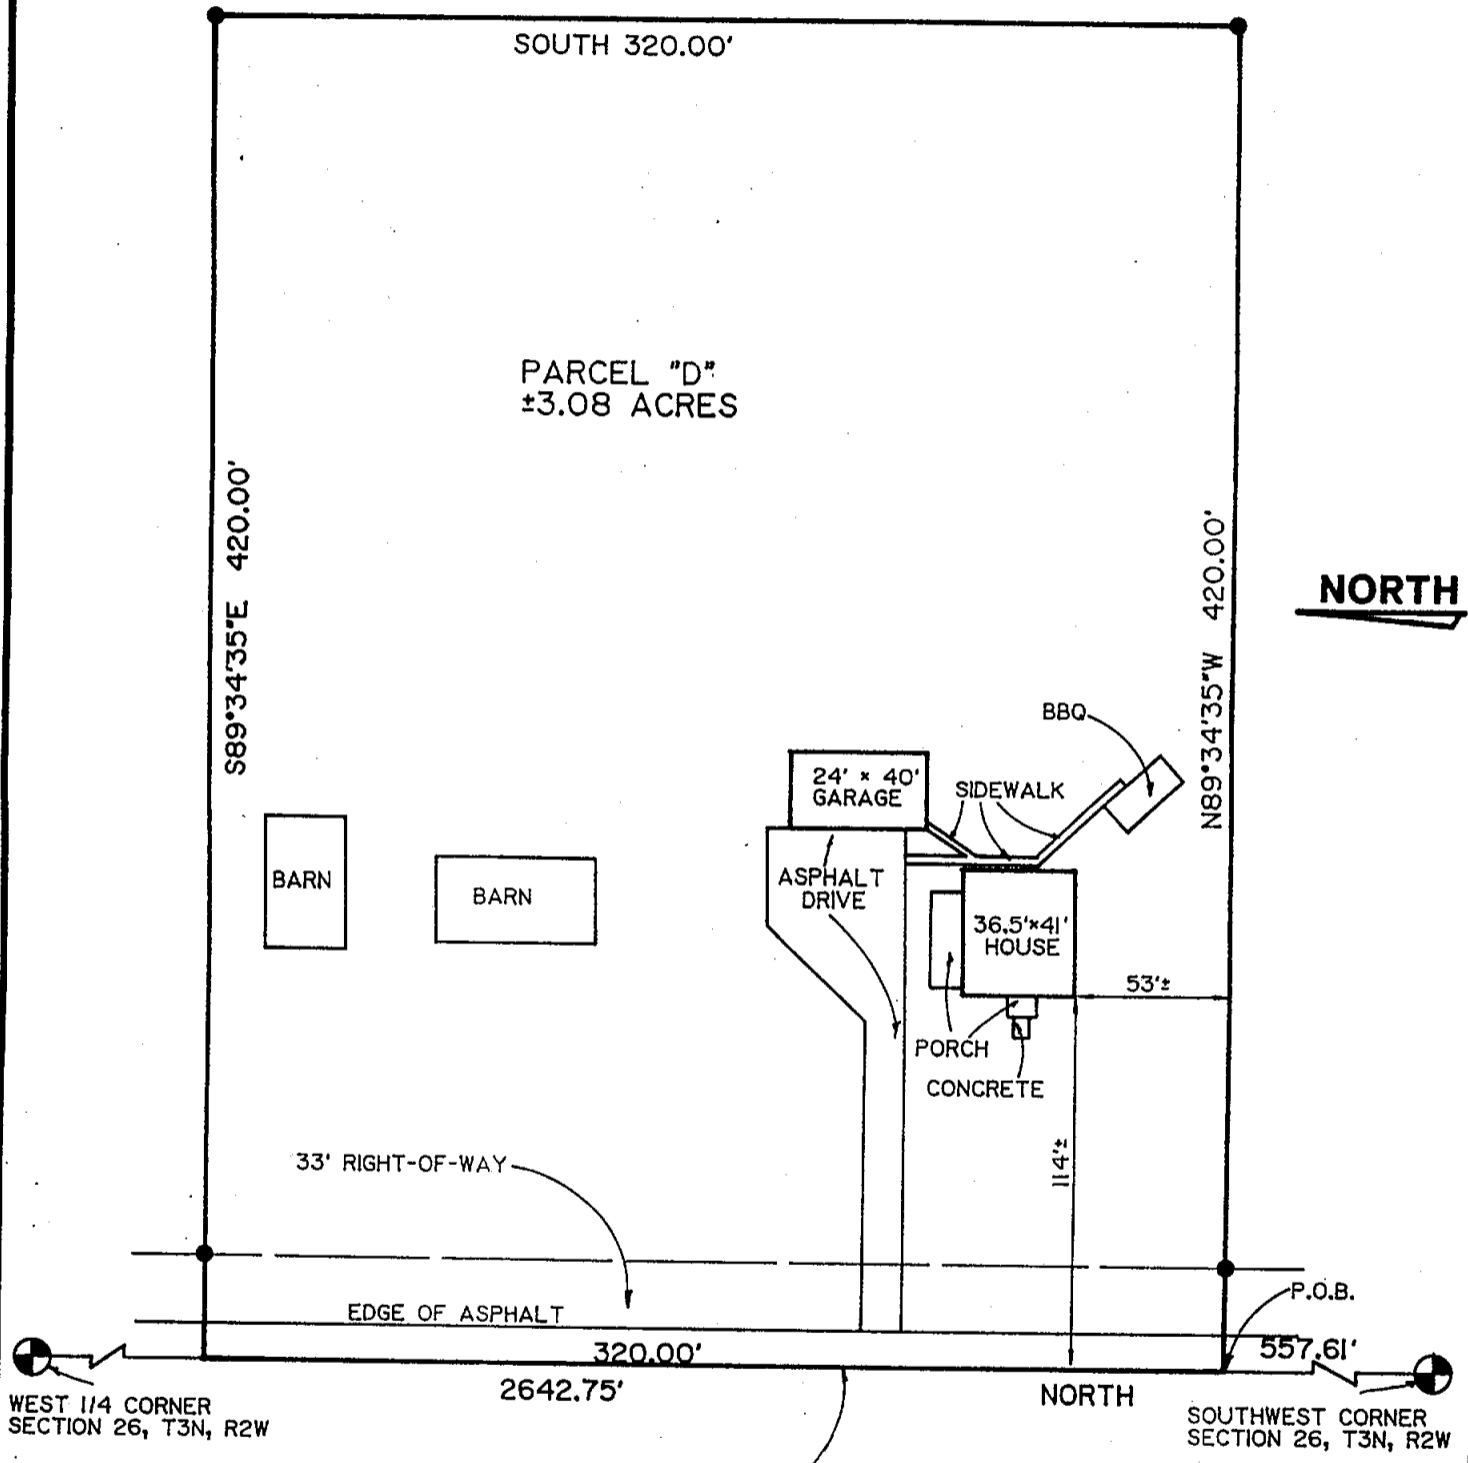 SOUTH 320.00'
PARCEL "D"
±3.08 ACRES
S89°34'35"E 420.00'
N89°34'35"W 420.00'
NORTH
BBQ
24' × 40'
GARAGE
SIDEWALK
BARN
BARN
ASPHALT
DRIVE
36.5'×41'
HOUSE
53'±
PORCH
CONCRETE
114'±
33' RIGHT-OF-WAY
P.O.B.
EDGE OF ASPHALT
320.00'
557.61'
2642.75'
NORTH
WEST 1/4 CORNER
SECTION 26, T3N, R2W
SOUTHWEST CORNER
SECTION 26, T3N, R2W